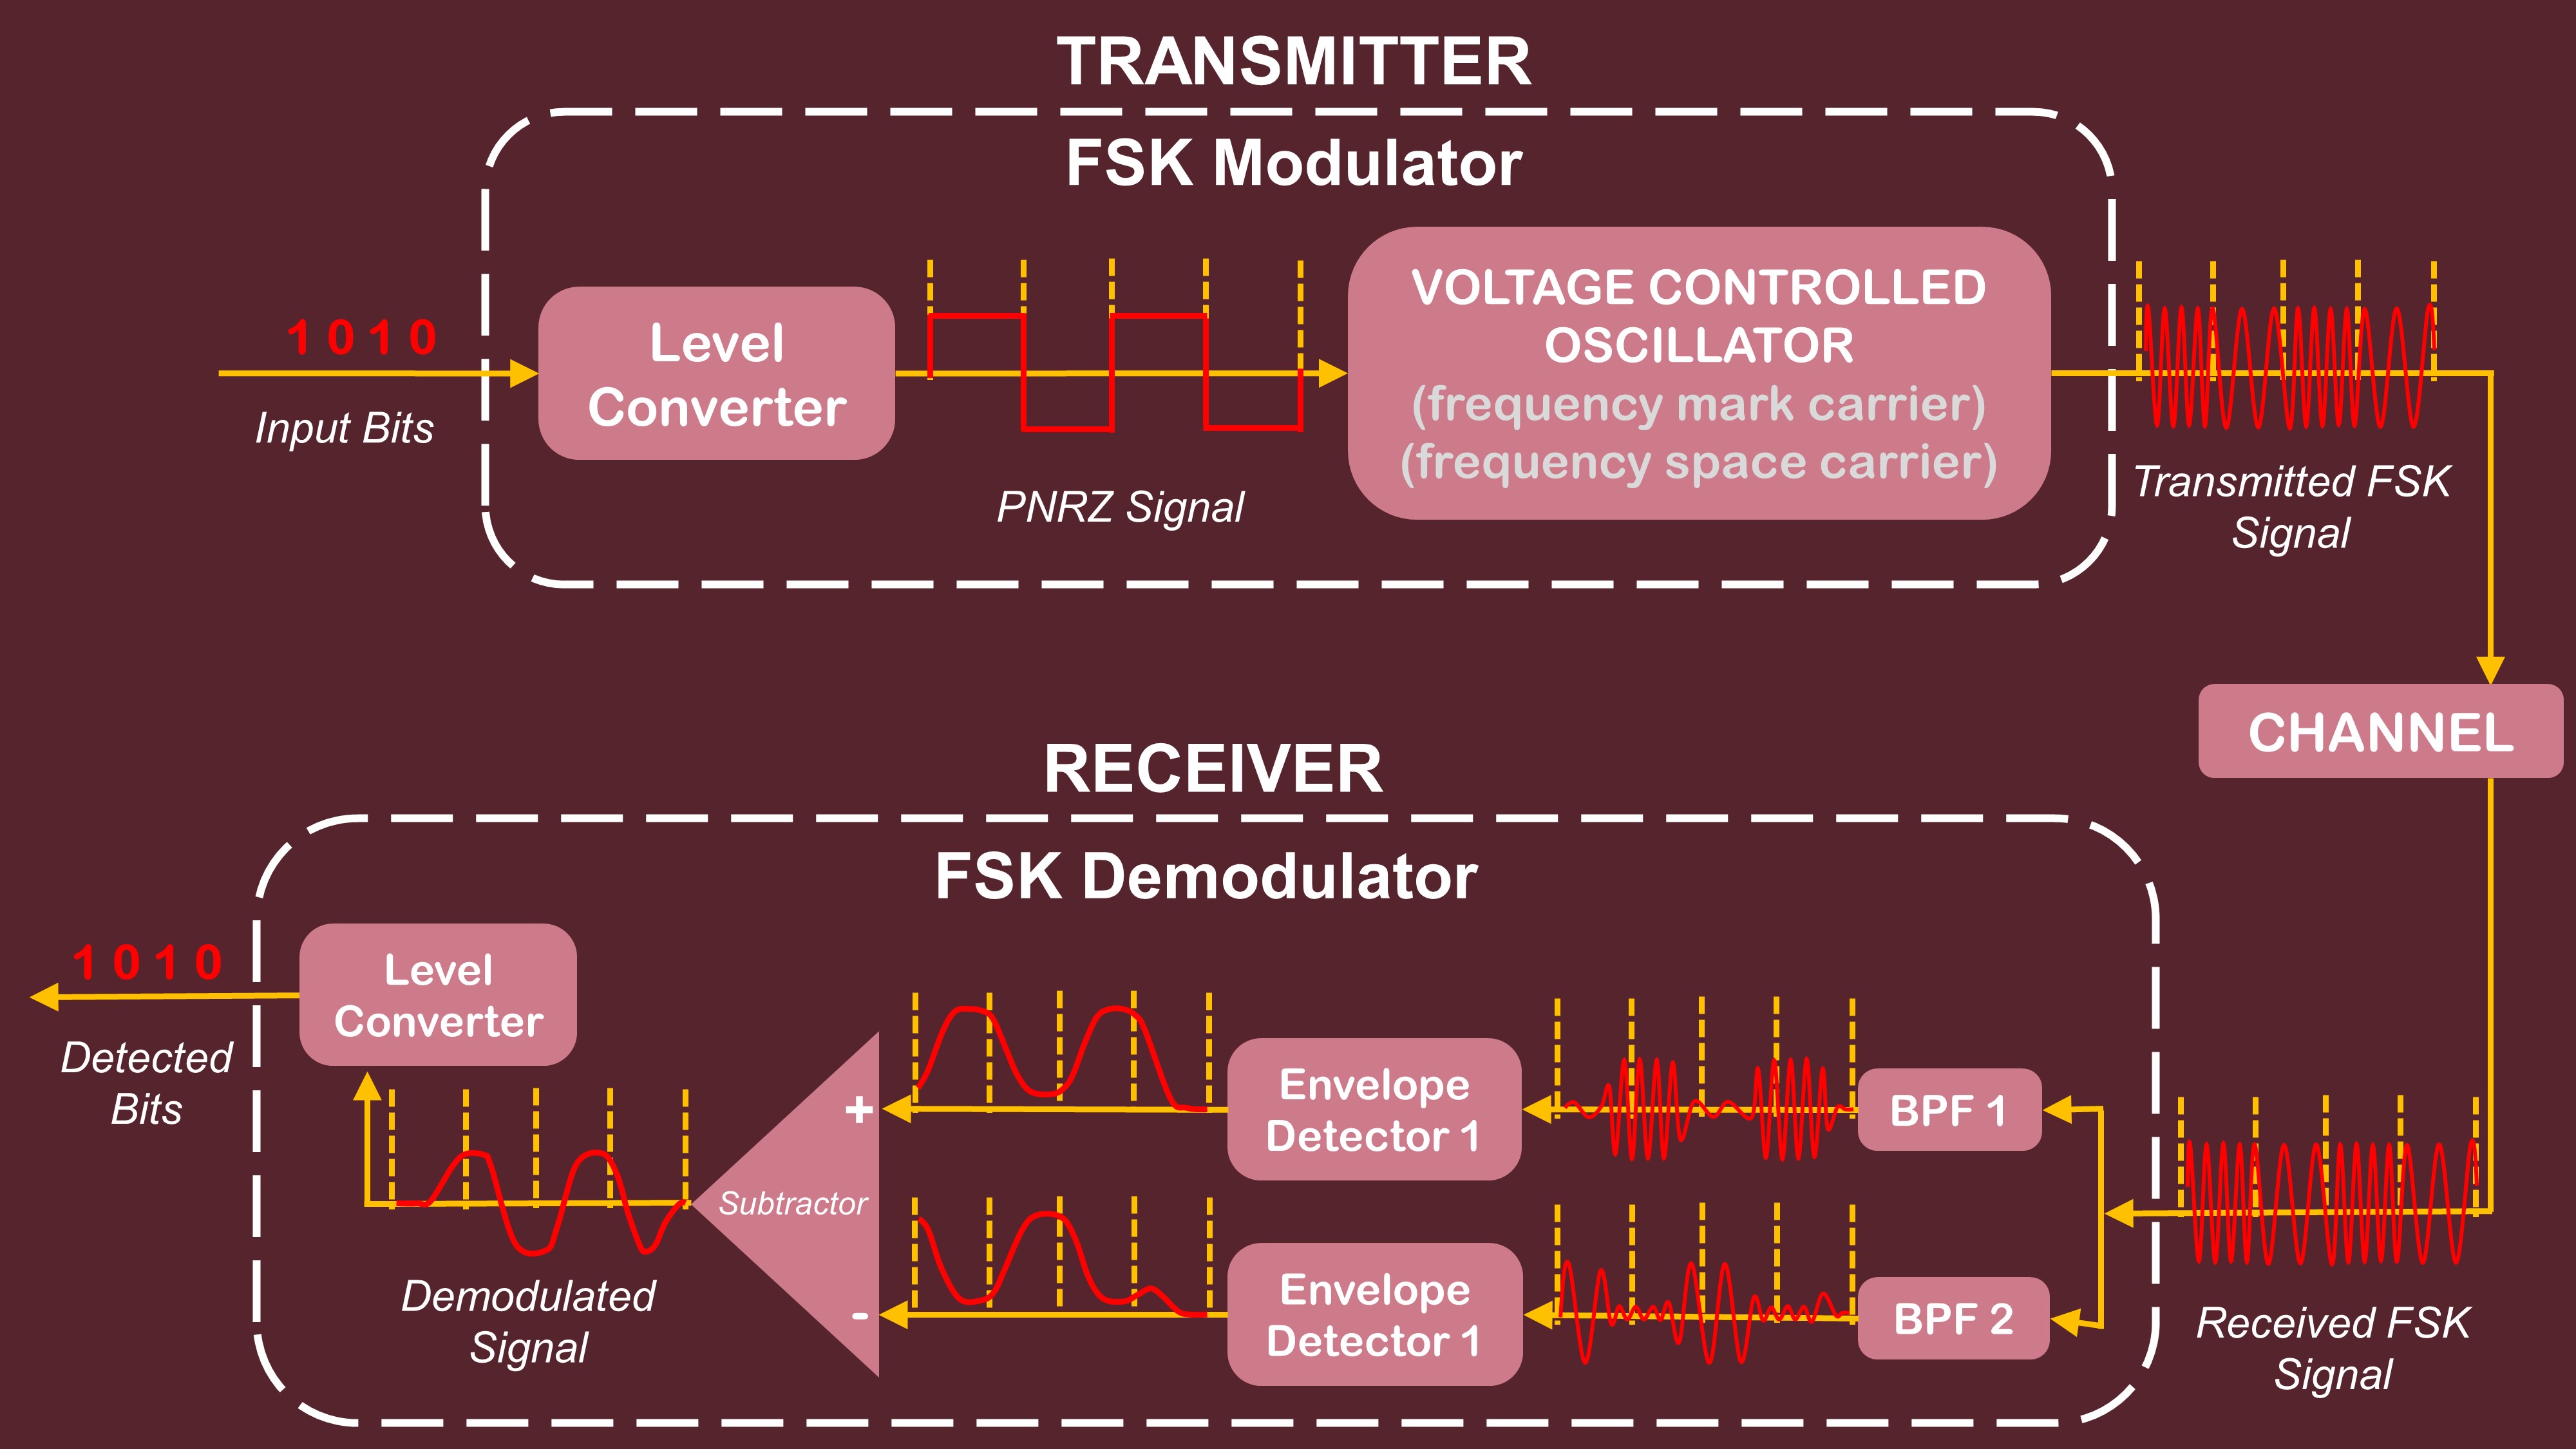 TRANSMITTER
FSK Modulator
1 0 1 0
Input Bits
Level
Converter
PNRZ Signal
VOLTAGE CONTROLLED
OSCILLATOR
(frequency mark carrier)
(frequency space carrier)
Transmitted FSK
Signal
CHANNEL
RECEIVER
FSK Demodulator
1 0 1 0
Detected
Bits
Level
Converter
Demodulated
Signal
+
Subtractor
-
Envelope
Detector 1
BPF 1
Envelope
Detector 1
BPF 2
Received FSK
Signal